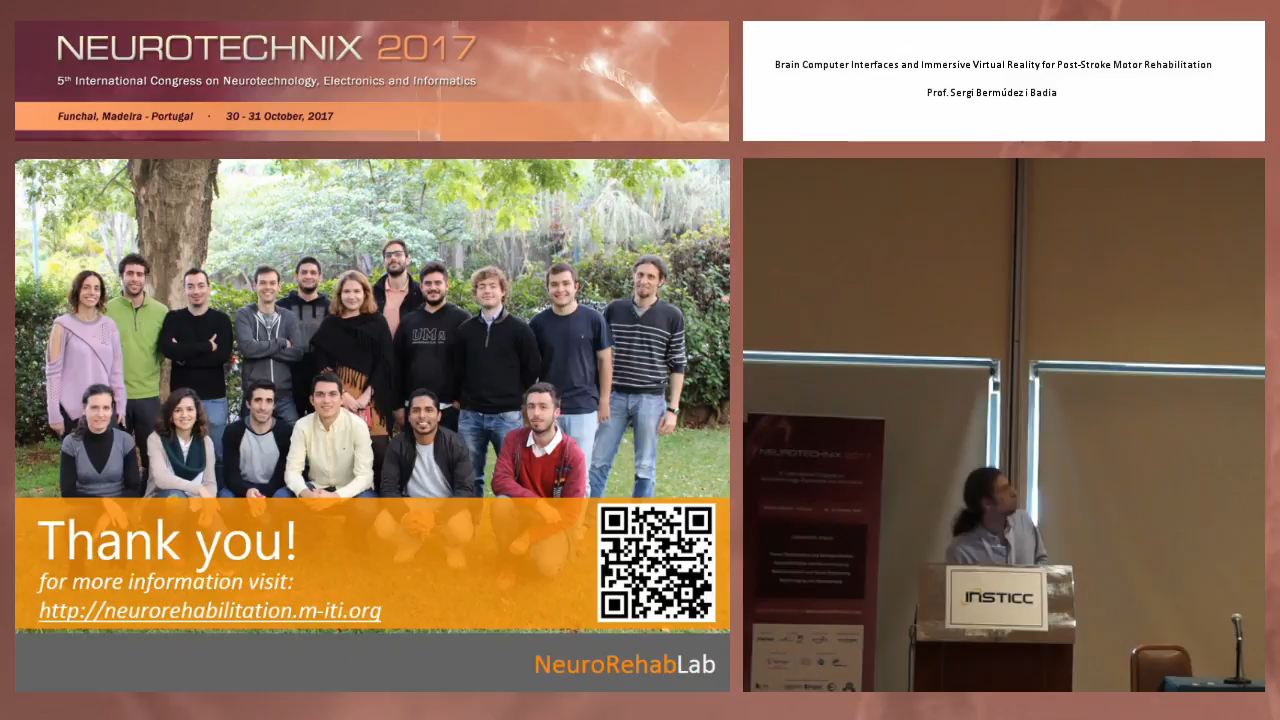 NEUROTECHNIX 2017
5th International Congress on Neurotechnology, Electronics and Informatics
Funchal, Madeira - Portugal · 30 - 31 October, 2017
Brain Computer Interfaces and Immersive Virtual Reality for Post-Stroke Motor Rehabilitation
Prof. Sergi Bermúdez i Badia
UMa
Thank you!
for more information visit:
http://neurorehabilitation.m-iti.org
NeuroRehabLab
NEUROTECHNIX 2017
INSTICC